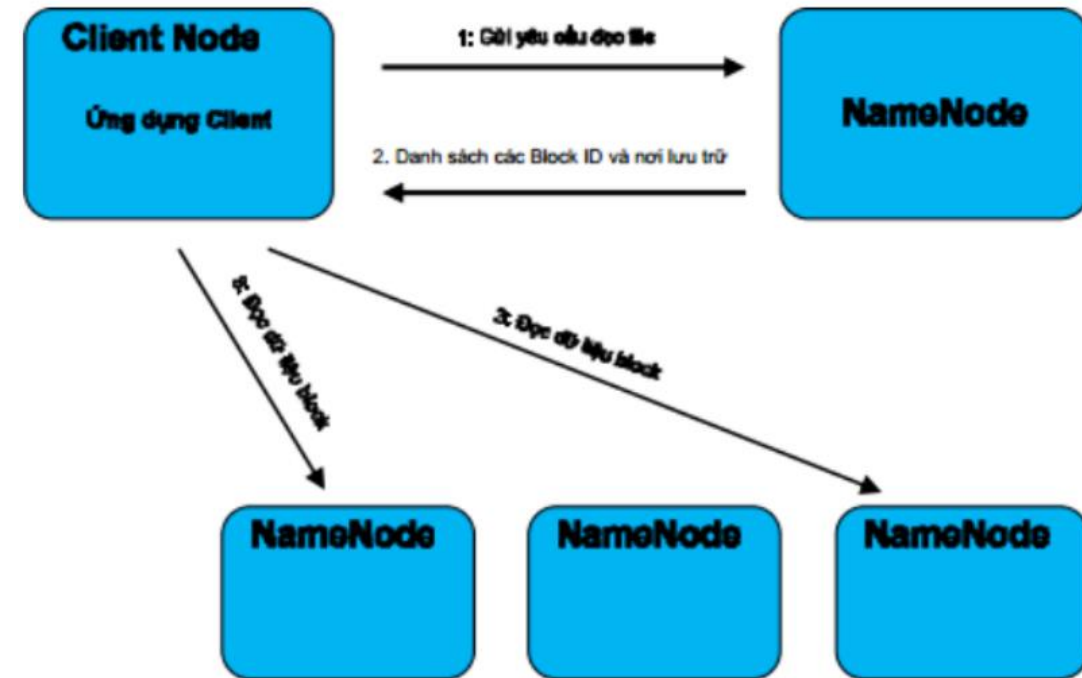 Client Node
Ứng dụng Client
1: Gửi yêu cầu đọc file
NameNode
2. Danh sách các Block ID và nơi lưu trữ
3: Đọc dữ liệu block
3: Đọc dữ liệu block
NameNode
NameNode
NameNode